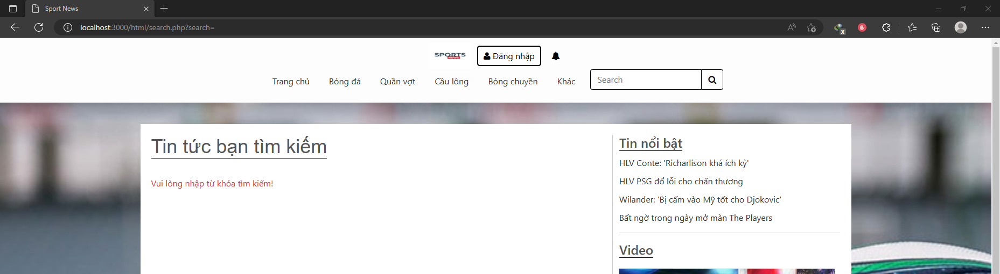 Sport News
localhost:3000/html/search.php?search=
SPORTS
NEWS
Đăng nhập
Trang chủ Bóng đá Quần vợt Cầu lông Bóng chuyền Khác Search
Tin tức bạn tìm kiếm
Vui lòng nhập từ khóa tìm kiếm!
Tin nổi bật
HLV Conte: 'Richarlison khá ích kỷ'
HLV PSG đổ lỗi cho chấn thương
Wilander: 'Bị cấm vào Mỹ tốt cho Djokovic'
Bất ngờ trong ngày mở màn The Players
Video